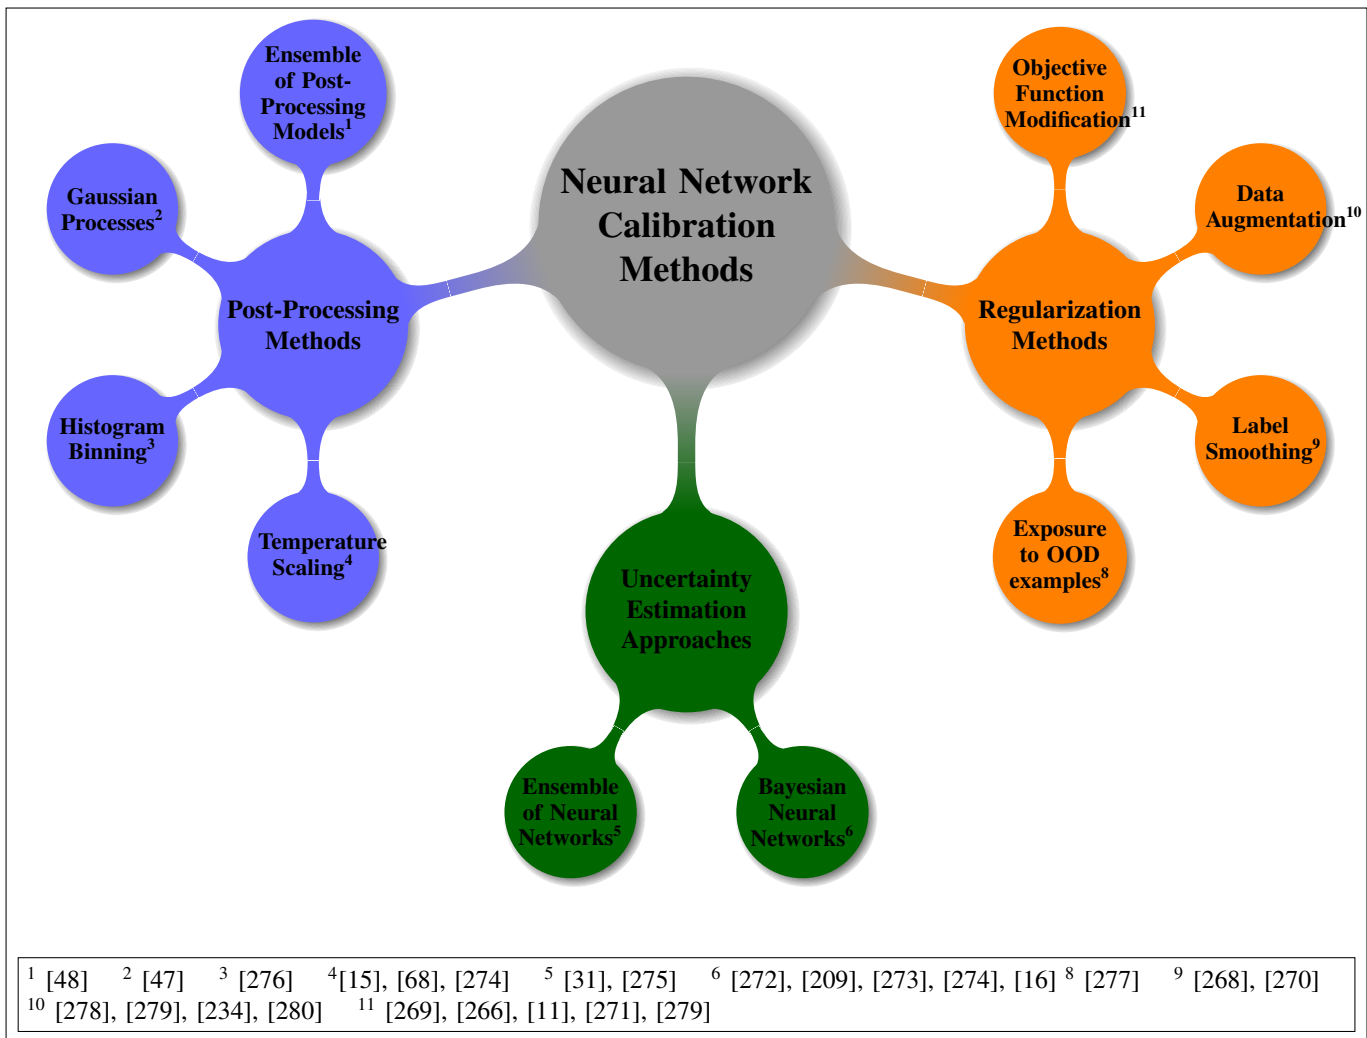 Neural Network
Calibration
Methods
Post-Processing
Methods
Ensemble
of Post-
Processing
Models¹
Gaussian
Processes²
Histogram
Binning³
Temperature
Scaling⁴
Uncertainty
Estimation
Approaches
Ensemble
of Neural
Networks⁵
Bayesian
Neural
Networks⁶
Regularization
Methods
Exposure
to OOD
examples⁸
Label
Smoothing⁹
Data
Augmentation¹⁰
Objective
Function
Modification¹¹
¹ [48] ² [47] ³ [276] ⁴[15], [68], [274] ⁵ [31], [275] ⁶ [272], [209], [273], [274], [16] ⁸ [277] ⁹ [268], [270]
¹⁰ [278], [279], [234], [280] ¹¹ [269], [266], [11], [271], [279]